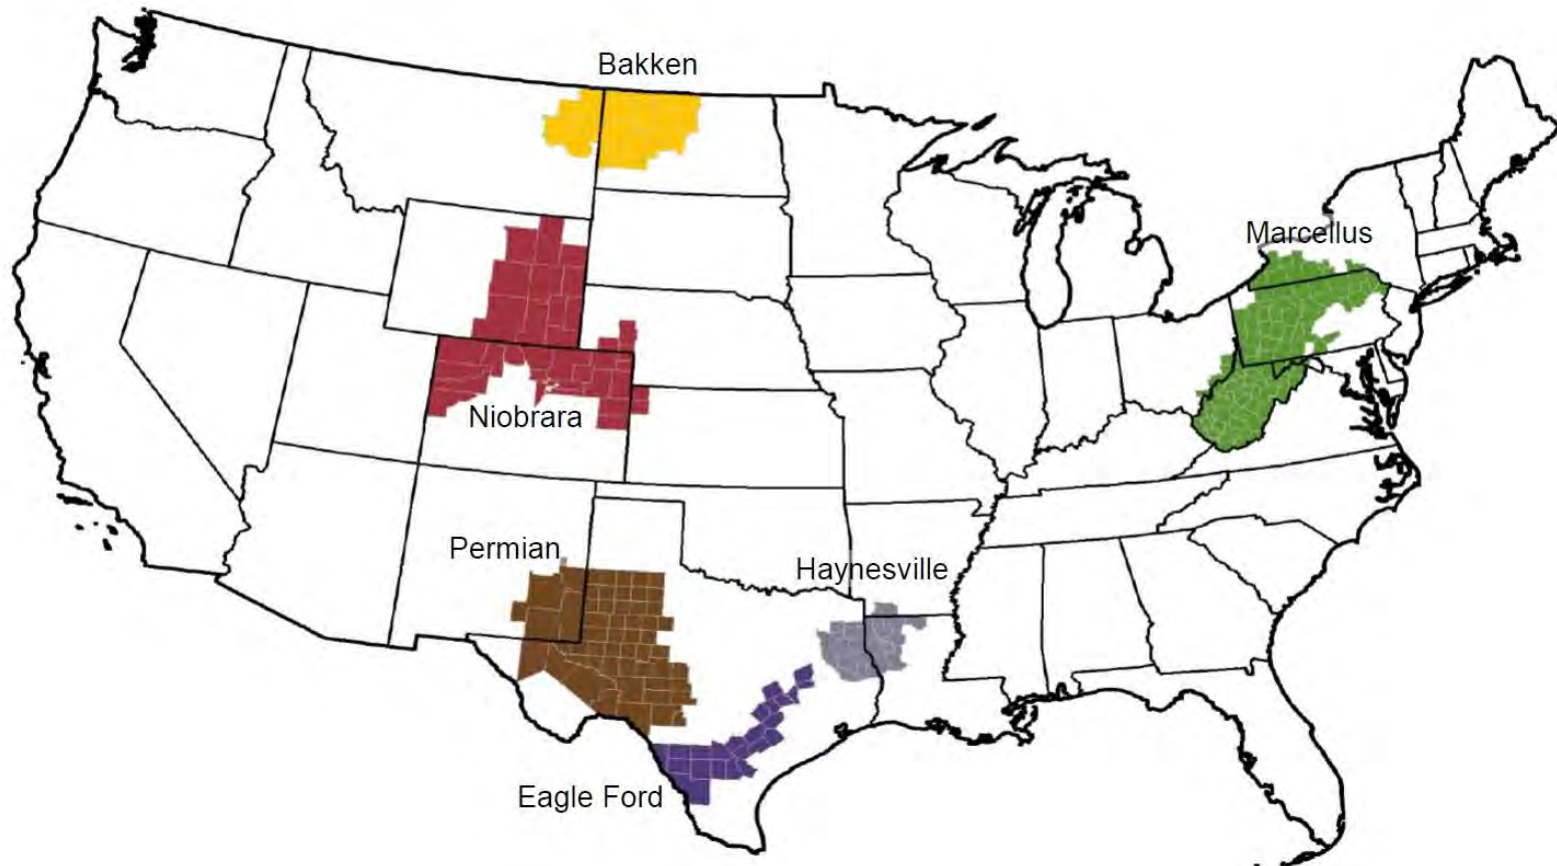 Bakken
Marcellus
Niobrara
Permian
Haynesville
Eagle Ford